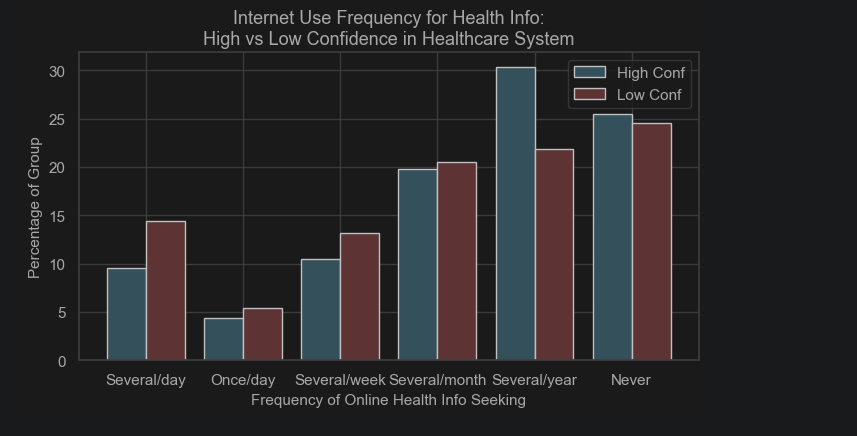 Internet Use Frequency for Health Info:
High vs Low Confidence in Healthcare System
High Conf
Low Conf
Percentage of Group
30
25
20
15
10
5
0
Several/day Once/day Several/week Several/month Several/year Never
Frequency of Online Health Info Seeking